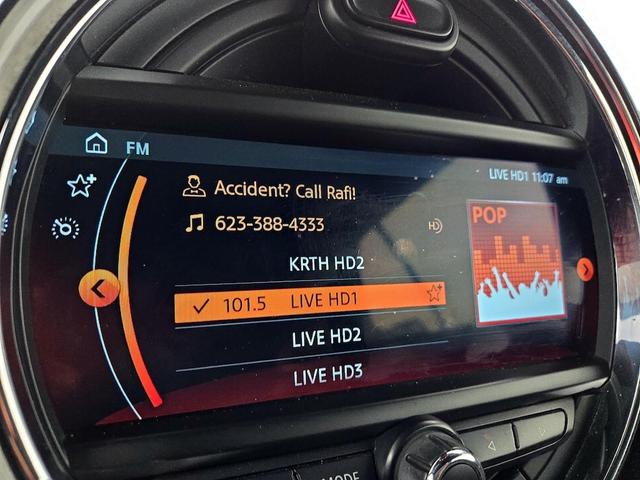 FM
LIVE HD1 11:07 am
Accident? Call Rafi!
623-388-4333
HD
POP
KRTH HD2
101.5 LIVE HD1
LIVE HD2
LIVE HD3
MODE